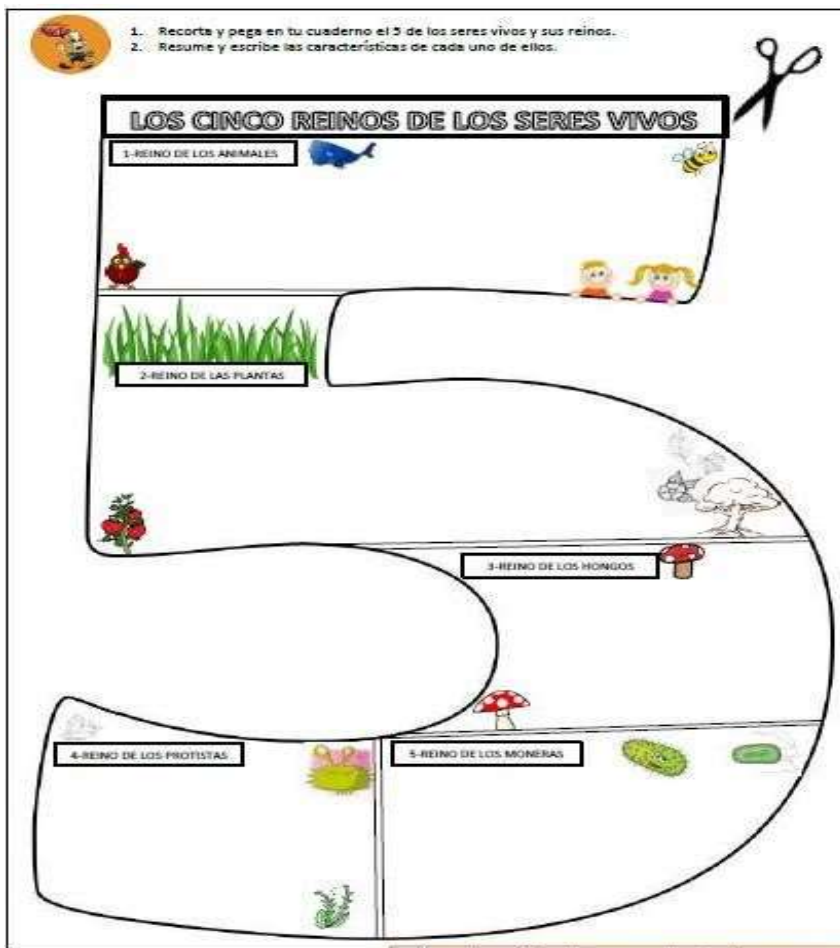 1. Recorta y pega en tu cuaderno el 5 de los seres vivos y sus reinos.
2. Resume y escribe las características de cada uno de ellos.
LOS CINCO REINOS DE LOS SERES VIVOS
1-REINO DE LOS ANIMALES
2-REINO DE LAS PLANTAS
3-REINO DE LOS HONGOS
4-REINO DE LOS PROTISTAS
5-REINO DE LOS MONERAS